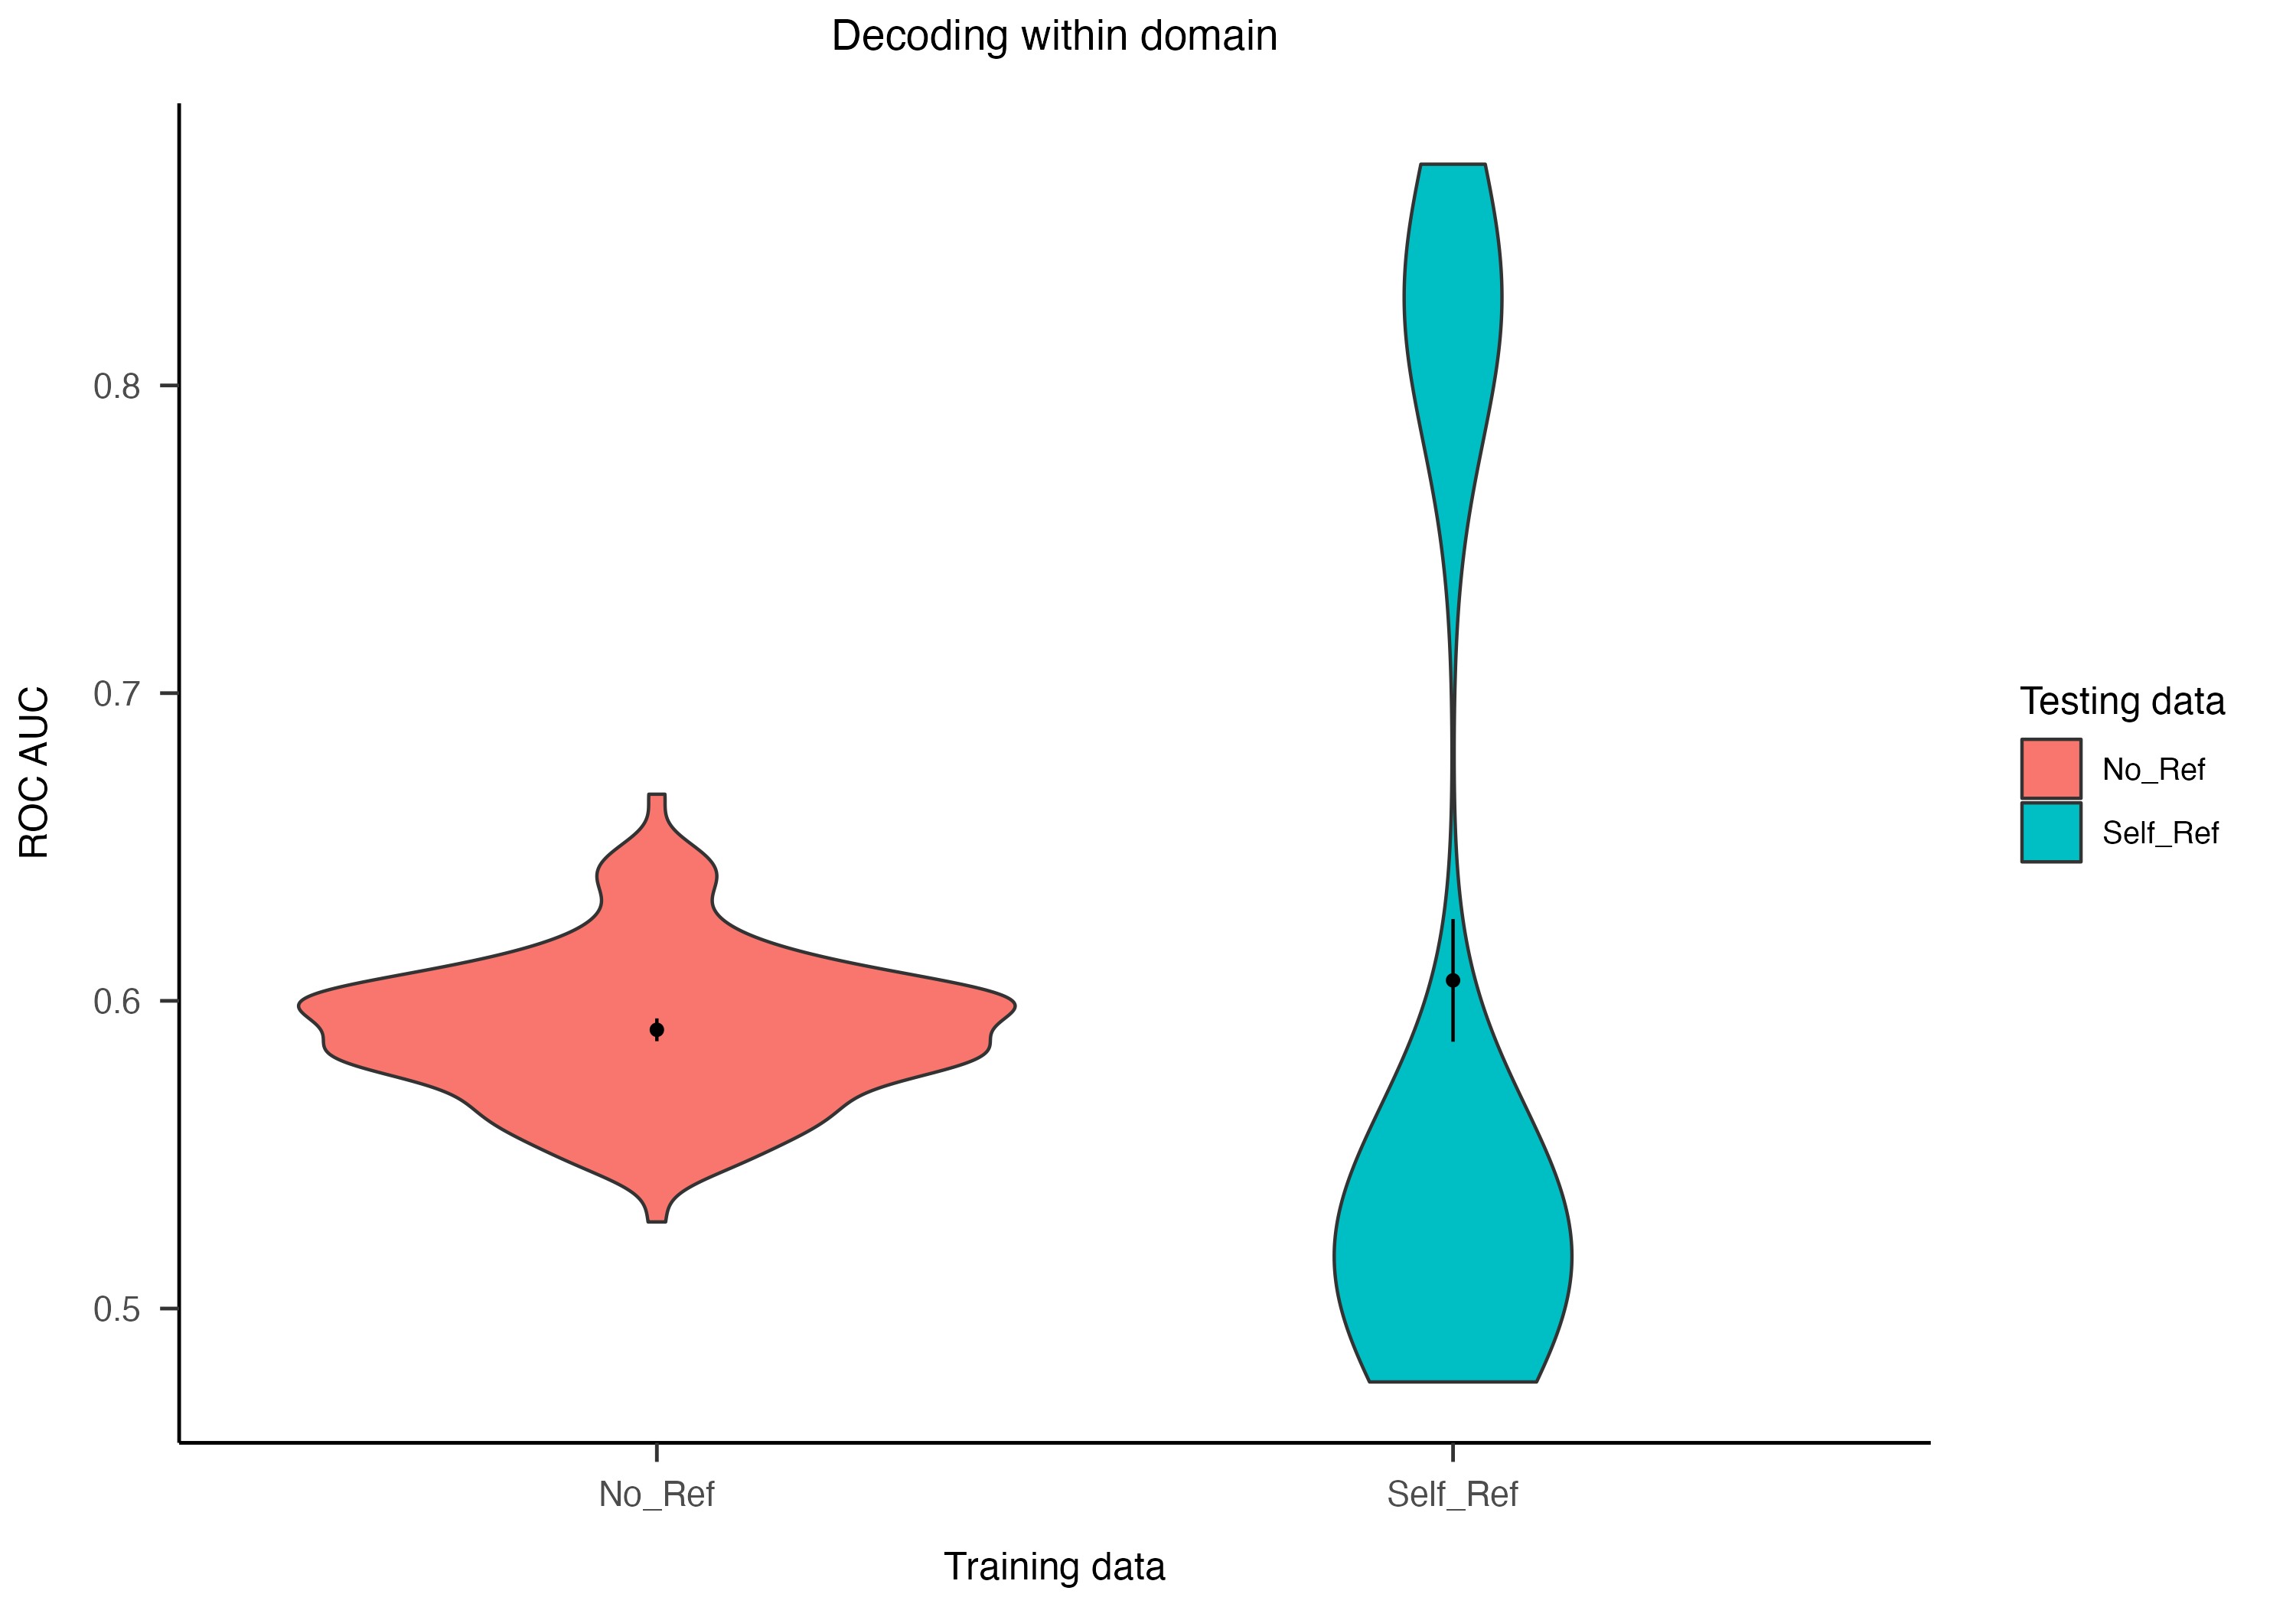 Decoding within domain
ROC AUC
0.8
0.7
0.6
0.5
No_Ref
Self_Ref
Training data
Testing data
No_Ref
Self_Ref